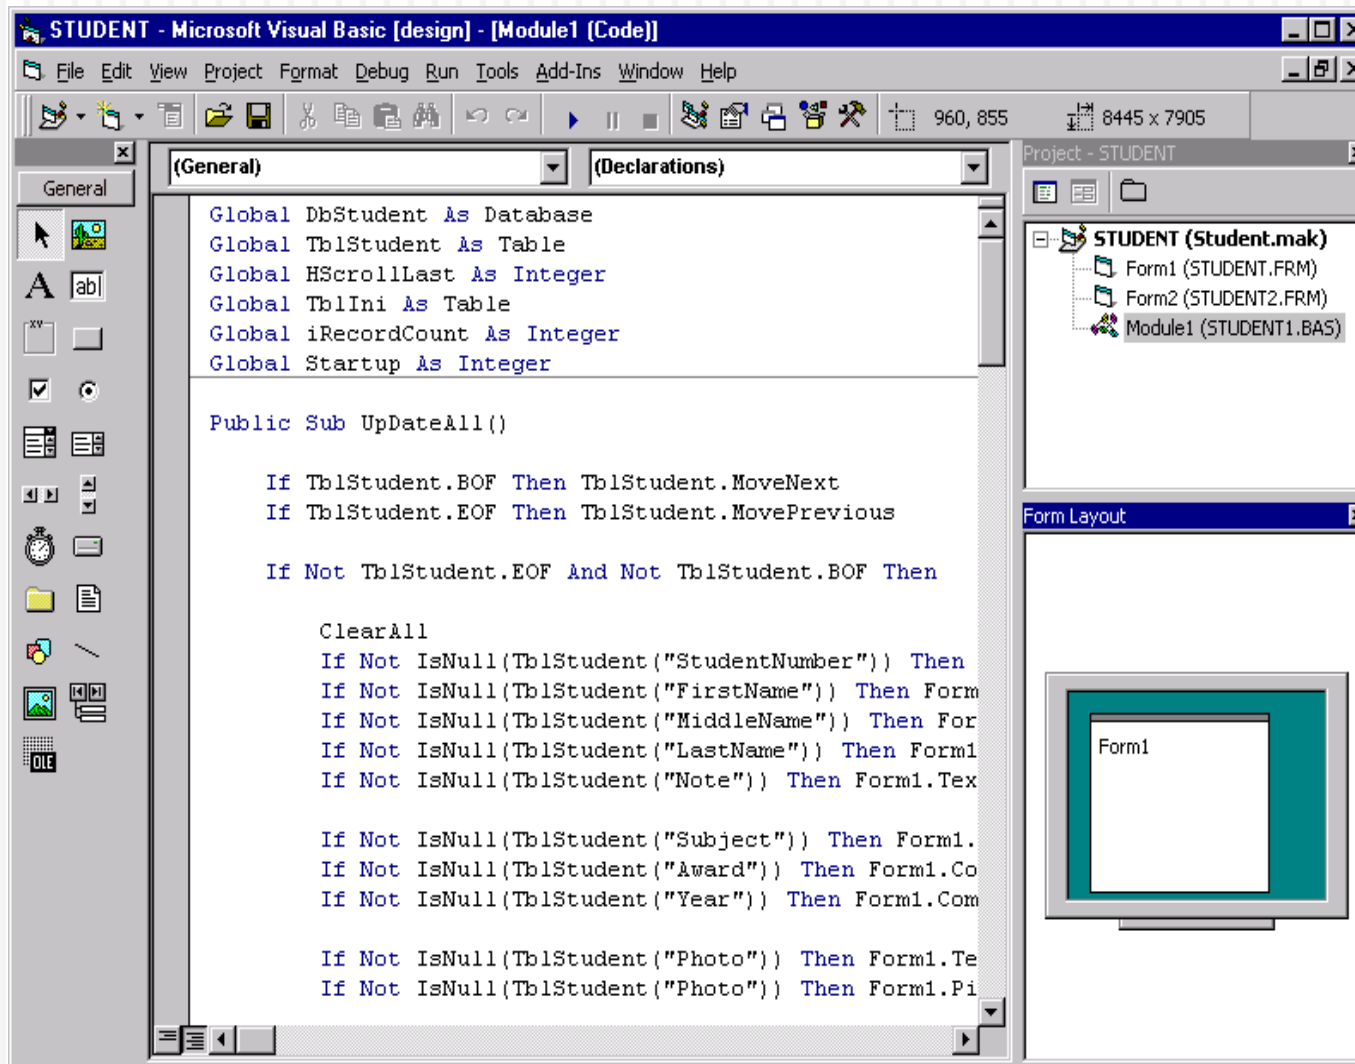 STUDENT - Microsoft Visual Basic [design] - [Module1 (Code)]
File Edit View Project Format Debug Run Tools Add-Ins Window Help
960, 855 8445 x 7905
General
A
abl
xv
OLE
(General) (Declarations)
Global DbStudent As Database
Global TblStudent As Table
Global HScrollLast As Integer
Global TblIni As Table
Global iRecordCount As Integer
Global Startup As Integer
Public Sub UpDateAll()
If TblStudent.BOF Then TblStudent.MoveNext
If TblStudent.EOF Then TblStudent.MovePrevious
If Not TblStudent.EOF And Not TblStudent.BOF Then
ClearAll
If Not IsNull(TblStudent("StudentNumber")) Then
If Not IsNull(TblStudent("FirstName")) Then Form
If Not IsNull(TblStudent("MiddleName")) Then For
If Not IsNull(TblStudent("LastName")) Then Form1
If Not IsNull(TblStudent("Note")) Then Form1.Tex
If Not IsNull(TblStudent("Subject")) Then Form1.
If Not IsNull(TblStudent("Award")) Then Form1.Co
If Not IsNull(TblStudent("Year")) Then Form1.Com
If Not IsNull(TblStudent("Photo")) Then Form1.Te
If Not IsNull(TblStudent("Photo")) Then Form1.Pi
Project - STUDENT
STUDENT (Student.mak)
Form1 (STUDENT.FRM)
Form2 (STUDENT2.FRM)
Module1 (STUDENT1.BAS)
Form Layout
Form1